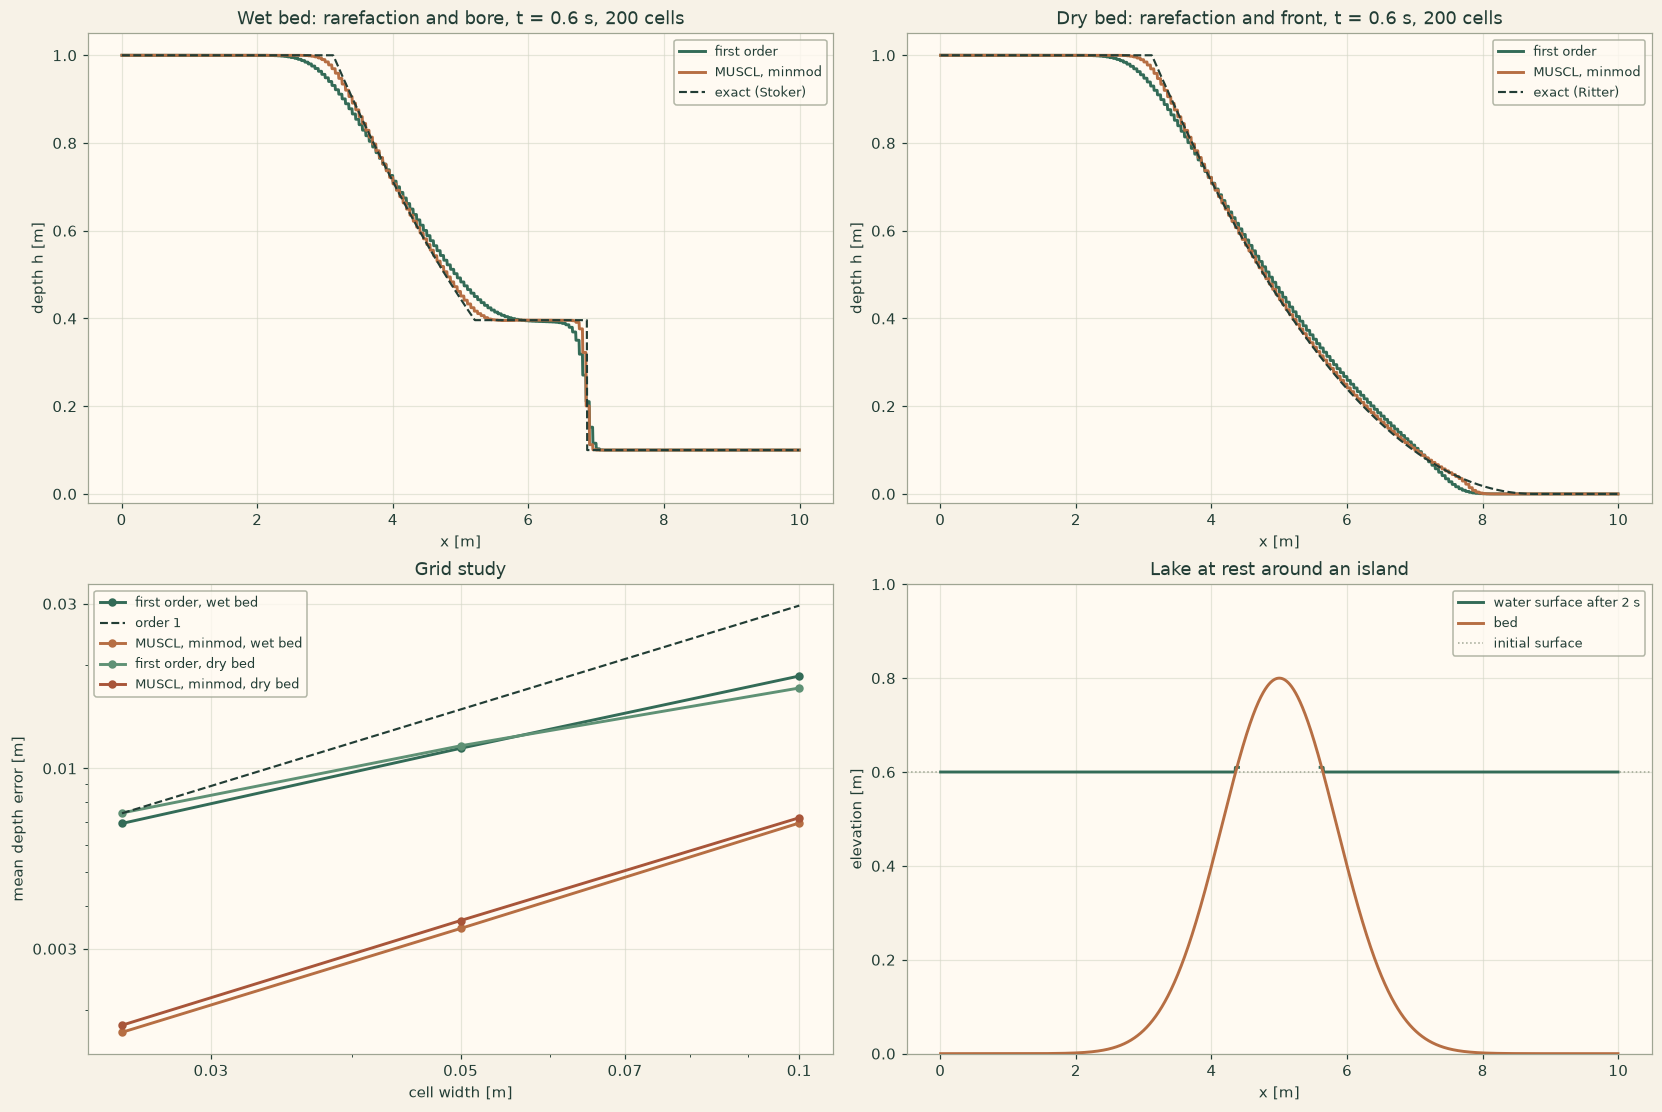 Wet bed: rarefaction and bore, t = 0.6 s, 200 cells
first order
MUSCL, minmod
exact (Stoker)
depth h [m]
1.0
0.8
0.6
0.4
0.2
0.0
0
2
4
6
8
10
x [m]
Dry bed: rarefaction and front, t = 0.6 s, 200 cells
first order
MUSCL, minmod
exact (Ritter)
depth h [m]
1.0
0.8
0.6
0.4
0.2
0.0
0
2
4
6
8
10
x [m]
Grid study
first order, wet bed
order 1
MUSCL, minmod, wet bed
first order, dry bed
MUSCL, minmod, dry bed
mean depth error [m]
0.03
0.01
0.003
0.03
0.05
0.07
0.1
cell width [m]
Lake at rest around an island
water surface after 2 s
bed
initial surface
elevation [m]
1.0
0.8
0.6
0.4
0.2
0.0
0
2
4
6
8
10
x [m]